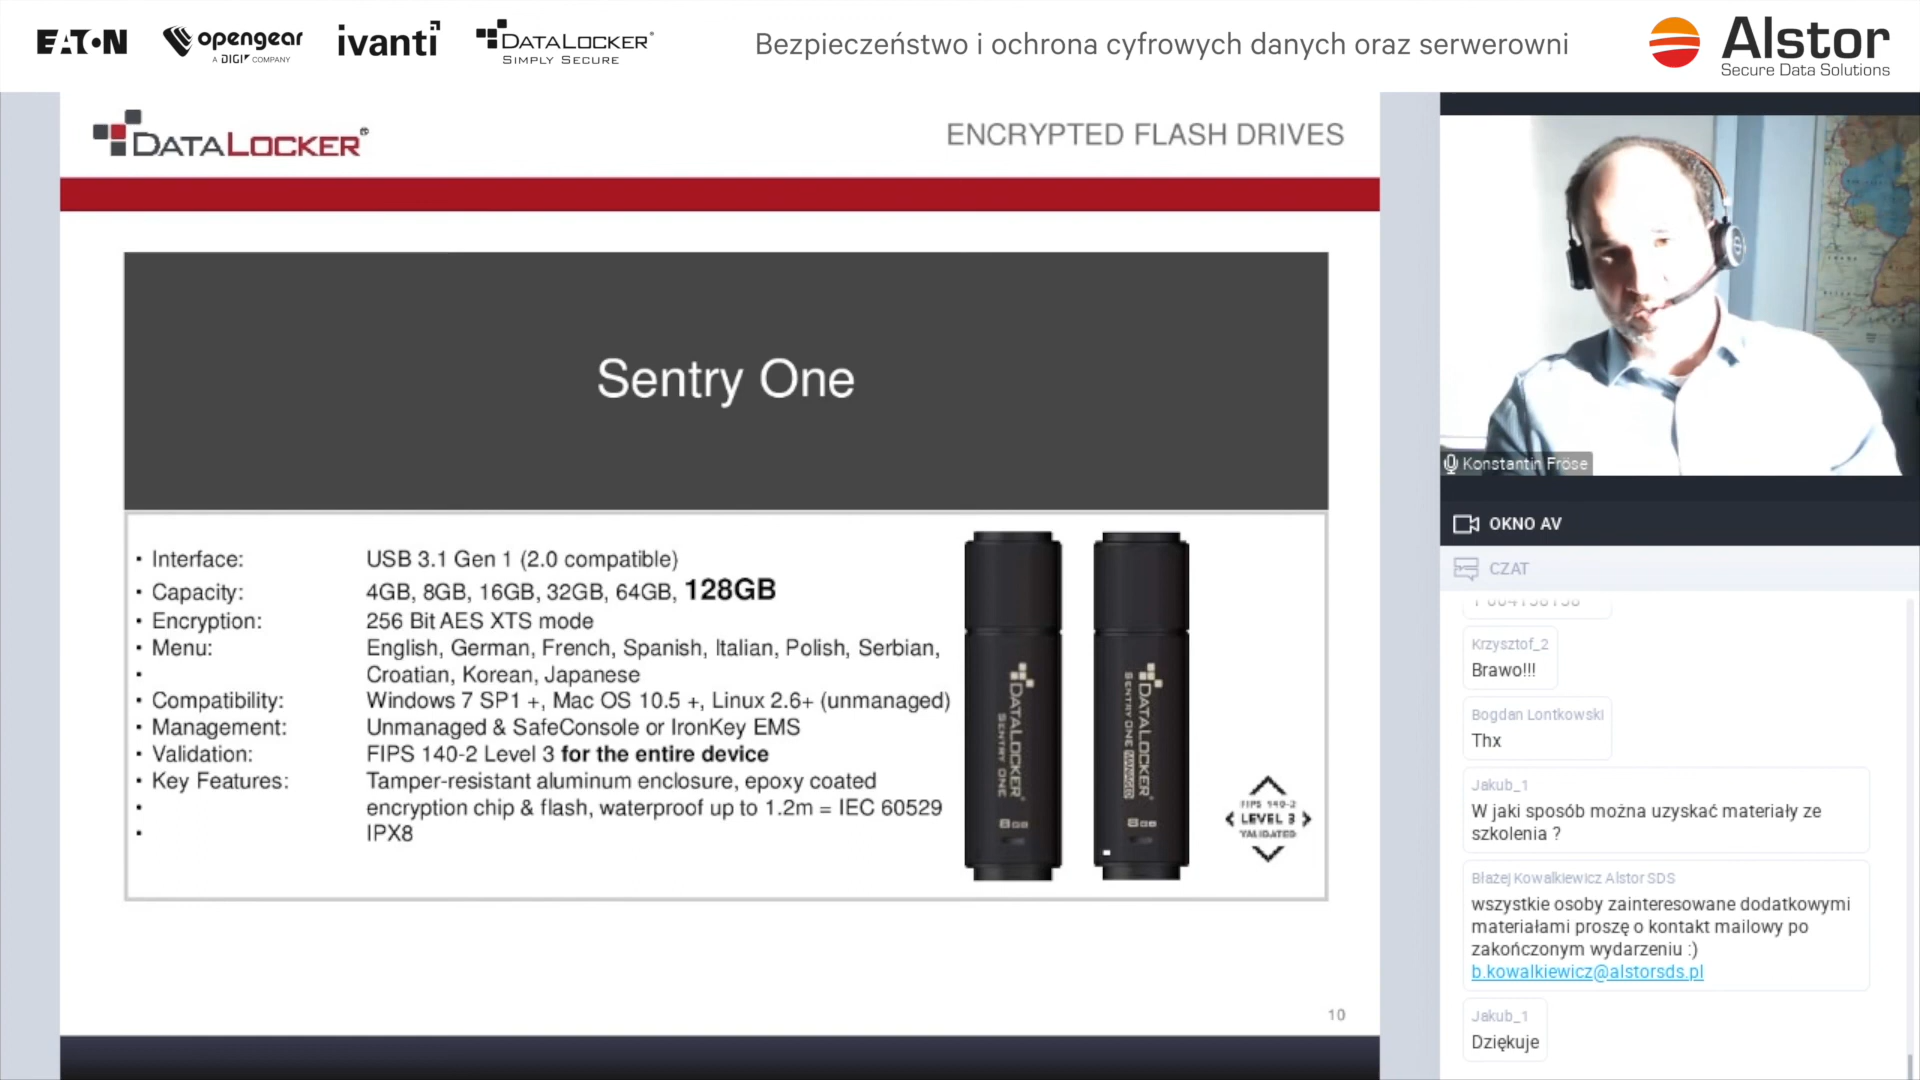 EATON
opengear
A DIGI COMPANY
ivanti
DATALOCKER
SIMPLY SECURE
Bezpieczeństwo i ochrona cyfrowych danych oraz serwerowni
Alstor
Secure Data Solutions
DATALOCKER®
ENCRYPTED FLASH DRIVES
Sentry One
• Interface: USB 3.1 Gen 1 (2.0 compatible)
• Capacity: 4GB, 8GB, 16GB, 32GB, 64GB, 128GB
• Encryption: 256 Bit AES XTS mode
• Menu: English, German, French, Spanish, Italian, Polish, Serbian,
• Croatian, Korean, Japanese
• Compatibility: Windows 7 SP1 +, Mac OS 10.5 +, Linux 2.6+ (unmanaged)
• Management: Unmanaged & SafeConsole or IronKey EMS
• Validation: FIPS 140-2 Level 3 for the entire device
• Key Features: Tamper-resistant aluminum enclosure, epoxy coated
• encryption chip & flash, waterproof up to 1.2m = IEC 60529
• IPX8
DATALOCKER
SENTRY ONE
8GB
DATALOCKER
SENTRY ONE MANAGED
8GB
FIPS 140-2
LEVEL 3
VALIDATED
10
Konstantin Fröse
OKNO AV
CZAT
Krzysztof_2
Brawo!!!
Bogdan Lontkowski
Thx
Jakub_1
W jaki sposób można uzyskać materiały ze
szkolenia ?
Błażej Kowalkiewicz Alstor SDS
wszystkie osoby zainteresowane dodatkowymi
materiałami proszę o kontakt mailowy po
zakończonym wydarzeniu :)
b.kowalkiewicz@alstorsds.pl
Jakub_1
Dziękuje